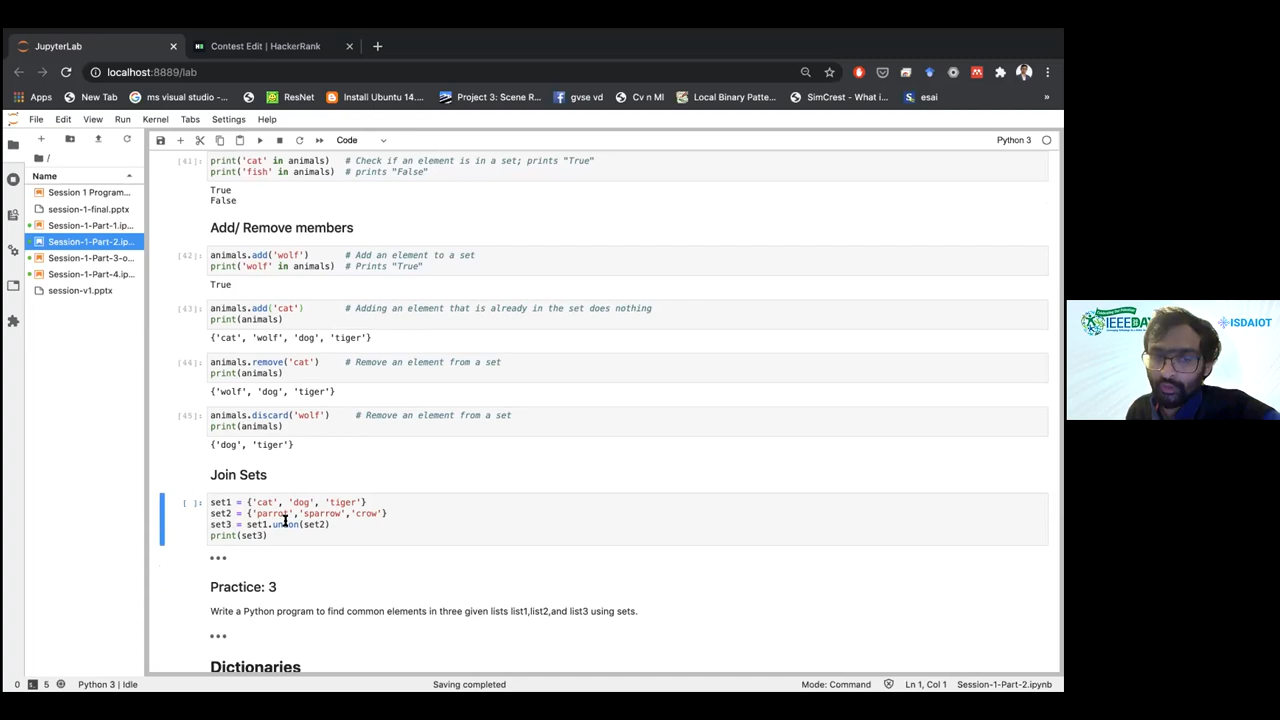 JupyterLab
Contest Edit | HackerRank
localhost:8889/lab
Apps
New Tab
ms visual studio -...
ResNet
Install Ubuntu 14....
Project 3: Scene R...
gvse vd
Cv n Ml
Local Binary Patte...
SimCrest - What i...
esai
»
File Edit View Run Kernel Tabs Settings Help
Code
Python 3
/
Name
Session 1 Program...
session-1-final.pptx
Session-1-Part-1.ip...
Session-1-Part-2.ip...
Session-1-Part-3-o...
Session-1-Part-4.ip...
session-v1.pptx
[41]: print('cat' in animals) # Check if an element is in a set; prints "True"
print('fish' in animals) # prints "False"
True
False
Add/ Remove members
[42]: animals.add('wolf') # Add an element to a set
print('wolf' in animals) # Prints "True"
True
[43]: animals.add('cat') # Adding an element that is already in the set does nothing
print(animals)
{'cat', 'wolf', 'dog', 'tiger'}
[44]: animals.remove('cat') # Remove an element from a set
print(animals)
{'wolf', 'dog', 'tiger'}
[45]: animals.discard('wolf') # Remove an element from a set
print(animals)
{'dog', 'tiger'}
Join Sets
[ ]: set1 = {'cat', 'dog', 'tiger'}
set2 = {'parrot','sparrow','crow'}
set3 = set1.union(set2)
print(set3)
Practice: 3
Write a Python program to find common elements in three given lists list1,list2,and list3 using sets.
Dictionaries
0
5
Python 3 | Idle
Saving completed
Mode: Command
Ln 1, Col 1
Session-1-Part-2.ipynb
IEEEDA
ISDAIOT